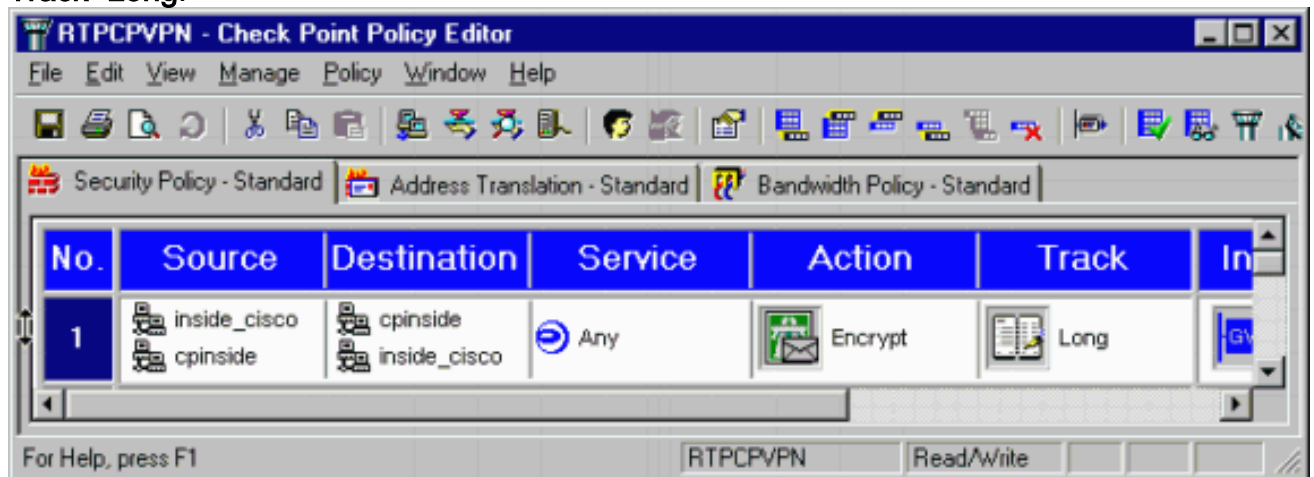 RTPCPVPN - Check Point Policy Editor
File Edit View Manage Policy Window Help
Security Policy - Standard Address Translation - Standard Bandwidth Policy - Standard
No. Source Destination Service Action Track In
1 inside_cisco cpinside Any Encrypt Long
cpinside inside_cisco
For Help, press F1 RTPCPVPN Read/Write